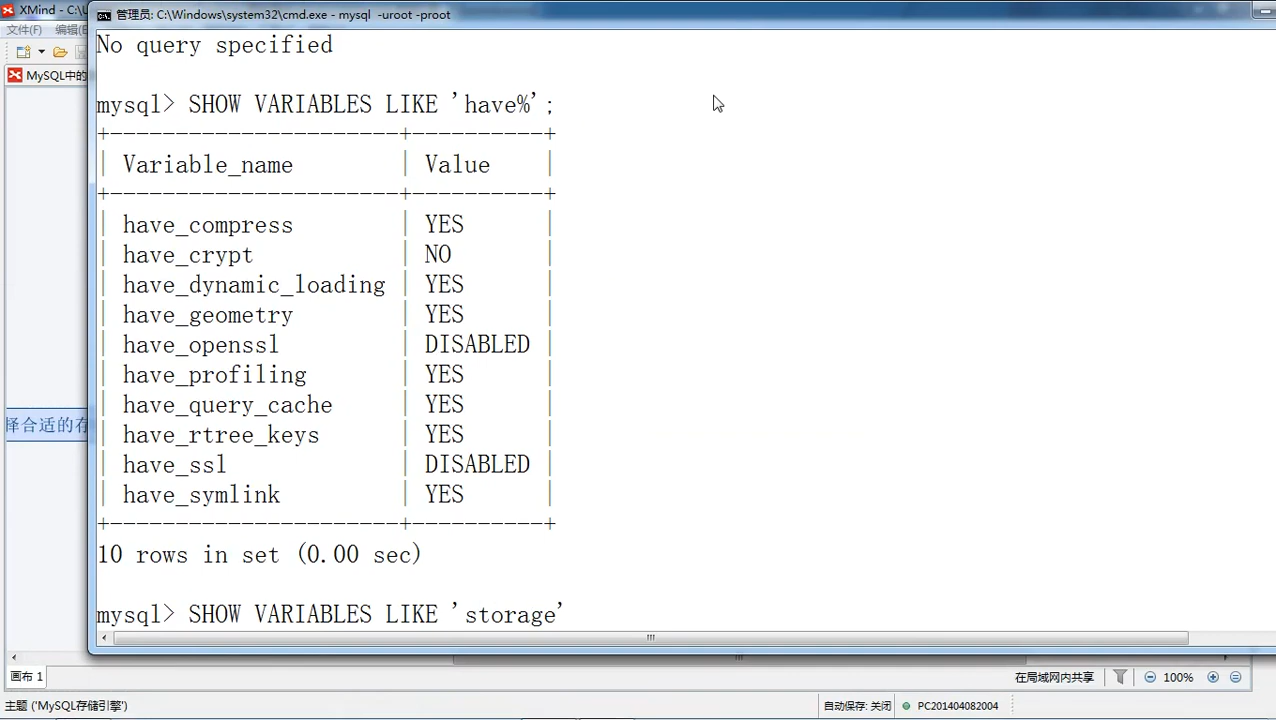 XMind - C:\U
管理员: C:\Windows\system32\cmd.exe - mysql  -uroot -proot
文件(F)
MySQL中的
No query specified
mysql> SHOW VARIABLES LIKE 'have%';
+----------------------+----------+
| Variable_name        | Value    |
+----------------------+----------+
| have_compress        | YES      |
| have_crypt           | NO       |
| have_dynamic_loading | YES      |
| have_geometry        | YES      |
| have_openssl         | DISABLED |
| have_profiling       | YES      |
| have_query_cache     | YES      |
| have_rtree_keys      | YES      |
| have_ssl             | DISABLED |
| have_symlink         | YES      |
+----------------------+----------+
10 rows in set (0.00 sec)
mysql> SHOW VARIABLES LIKE 'storage'
择合适的存
画布 1
在局域网内共享
100%
主题 ('MySQL存储引擎')
自动保存: 关闭
PC201404082004